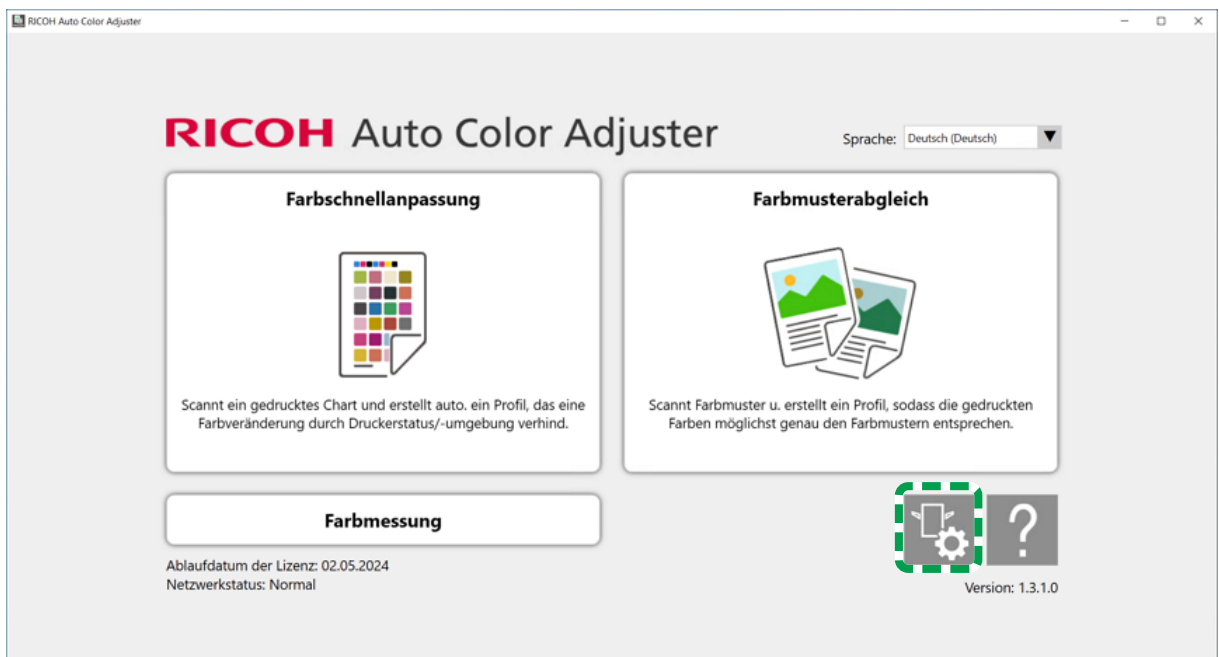 RICOH Auto Color Adjuster
RICOH Auto Color Adjuster
Sprache: Deutsch (Deutsch)
Farbschnellanpassung
Scannt ein gedrucktes Chart und erstellt auto. ein Profil, das eine
Farbveränderung durch Druckerstatus/-umgebung verhind.
Farbmusterabgleich
Scannt Farbmuster u. erstellt ein Profil, sodass die gedruckten
Farben möglichst genau den Farbmustern entsprechen.
Farbmessung
?
Ablaufdatum der Lizenz: 02.05.2024
Netzwerkstatus: Normal
Version: 1.3.1.0